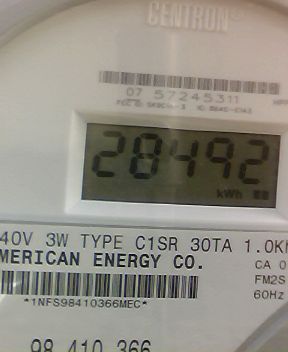 CENTRON®
07 57245311
28492
kWh
40V 3W TYPE C1SR 30TA 1.0K
MERICAN ENERGY CO.
CA 0
FM2S
60Hz
*1NFS98410366MEC*
98 410 366